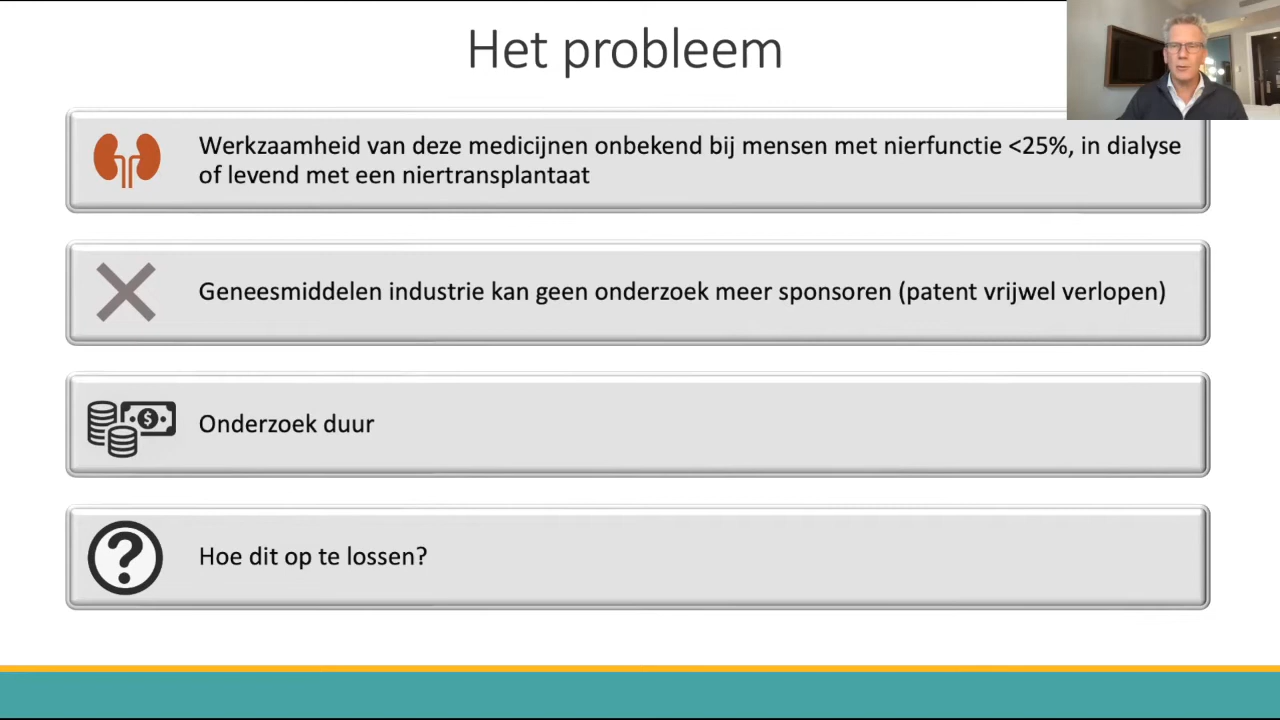 Het probleem
Werkzaamheid van deze medicijnen onbekend bij mensen met nierfunctie <25%, in dialyse
of levend met een niertransplantaat
Geneesmiddelen industrie kan geen onderzoek meer sponsoren (patent vrijwel verlopen)
Onderzoek duur
Hoe dit op te lossen?